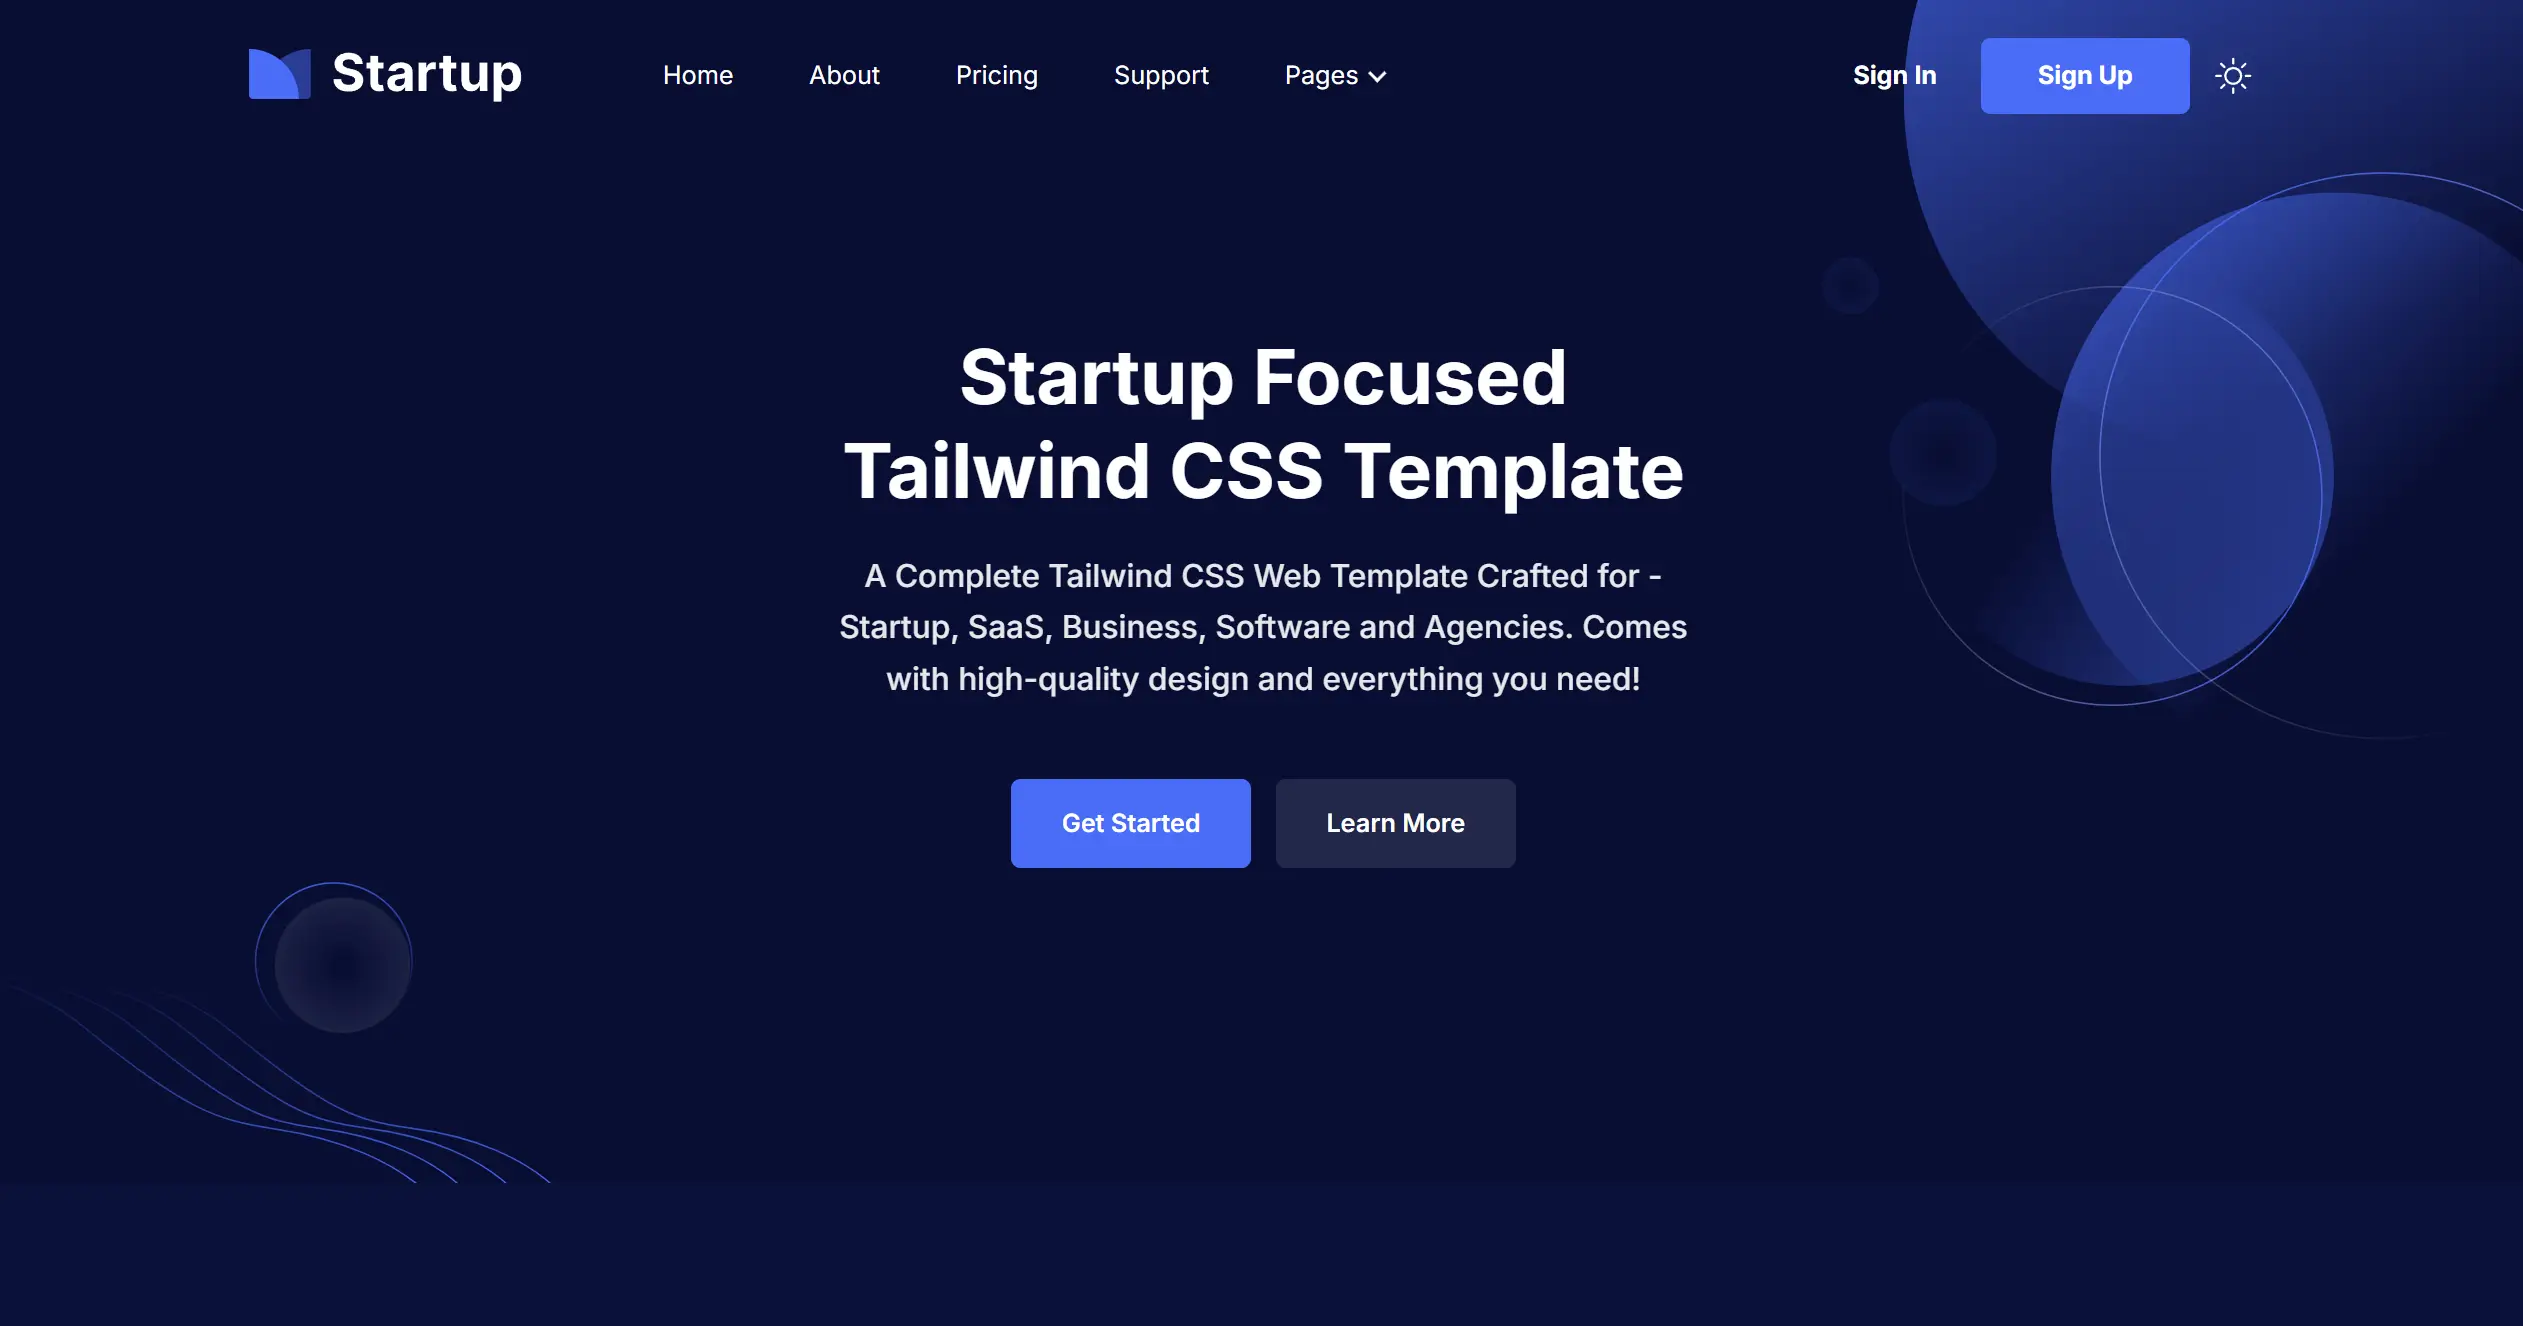 Startup
Home About Pricing Support Pages
Sign In Sign Up
Startup Focused
Tailwind CSS Template
A Complete Tailwind CSS Web Template Crafted for -
Startup, SaaS, Business, Software and Agencies. Comes
with high-quality design and everything you need!
Get Started Learn More